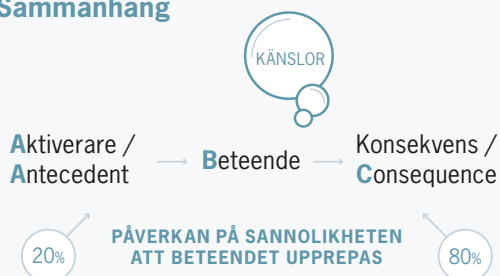 Sammanhang
KÄNSLOR
Aktiverare /
Antecedent
Beteende
Konsekvens /
Consequence
PÅVERKAN PÅ SANNOLIKHETEN
ATT BETEENDET UPPREPAS
20%
80%